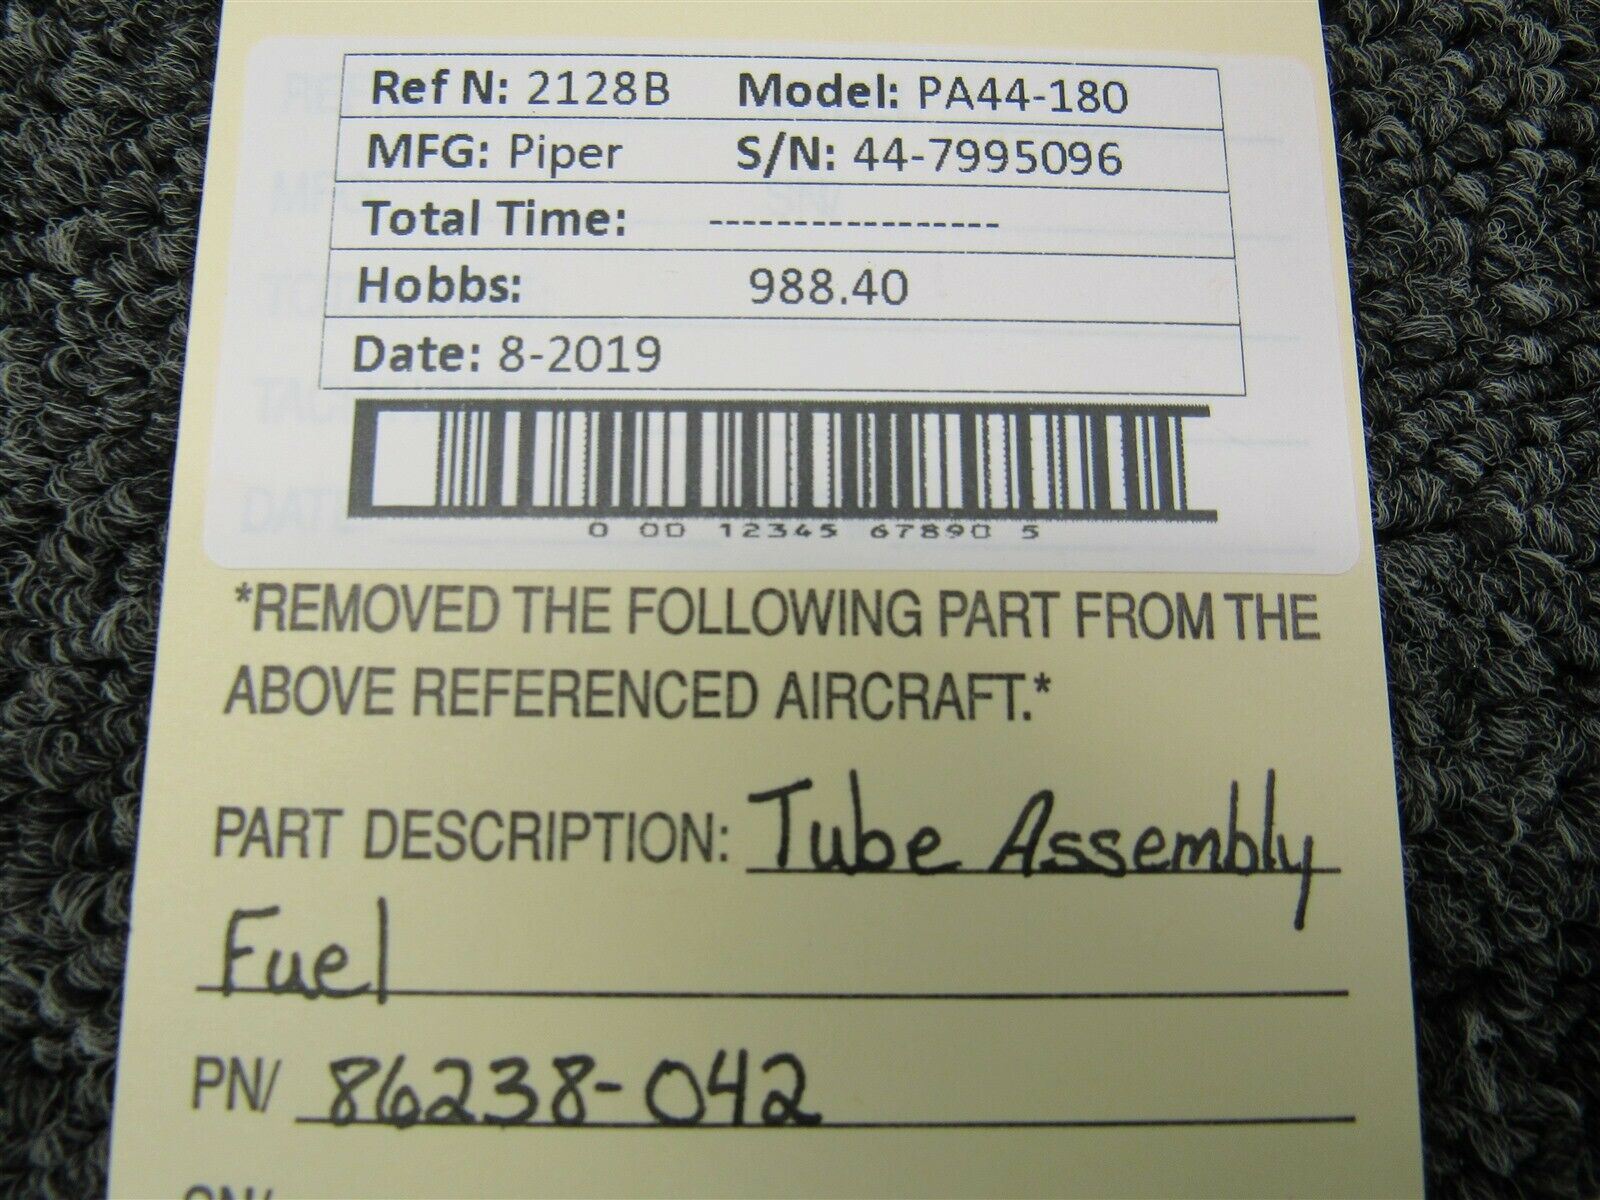 Ref N: 2128B Model: PA44-180
MFG: Piper S/N: 44-7995096
Total Time: -----------------
Hobbs: 988.40
Date: 8-2019
0 00 12345 67890 5
*REMOVED THE FOLLOWING PART FROM THE
ABOVE REFERENCED AIRCRAFT.*
PART DESCRIPTION: Tube Assembly
Fuel
PN/ 86238-042